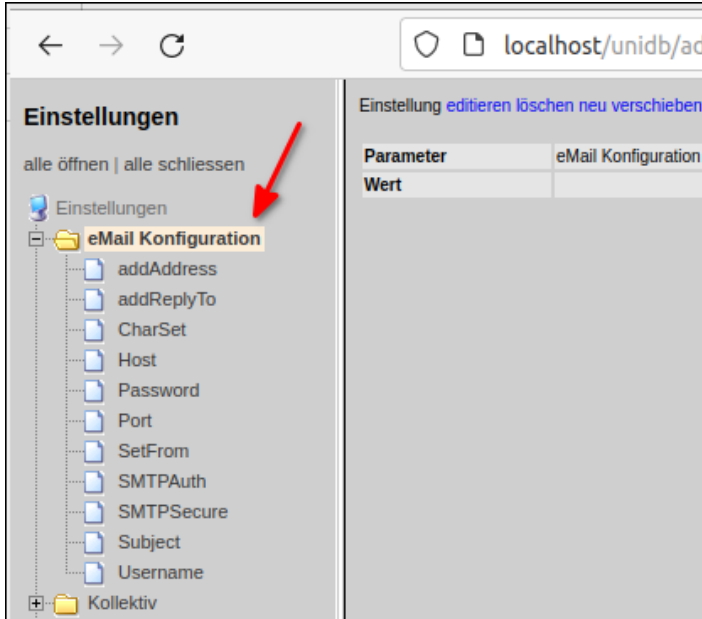 localhost/unidb/ad
Einstellungen
alle öffnen | alle schliessen
Einstellungen
eMail Konfiguration
addAddress
addReplyTo
CharSet
Host
Password
Port
SetFrom
SMTPAuth
SMTPSecure
Subject
Username
Kollektiv
Einstellung editieren löschen neu verschieben
Parameter eMail Konfiguration
Wert